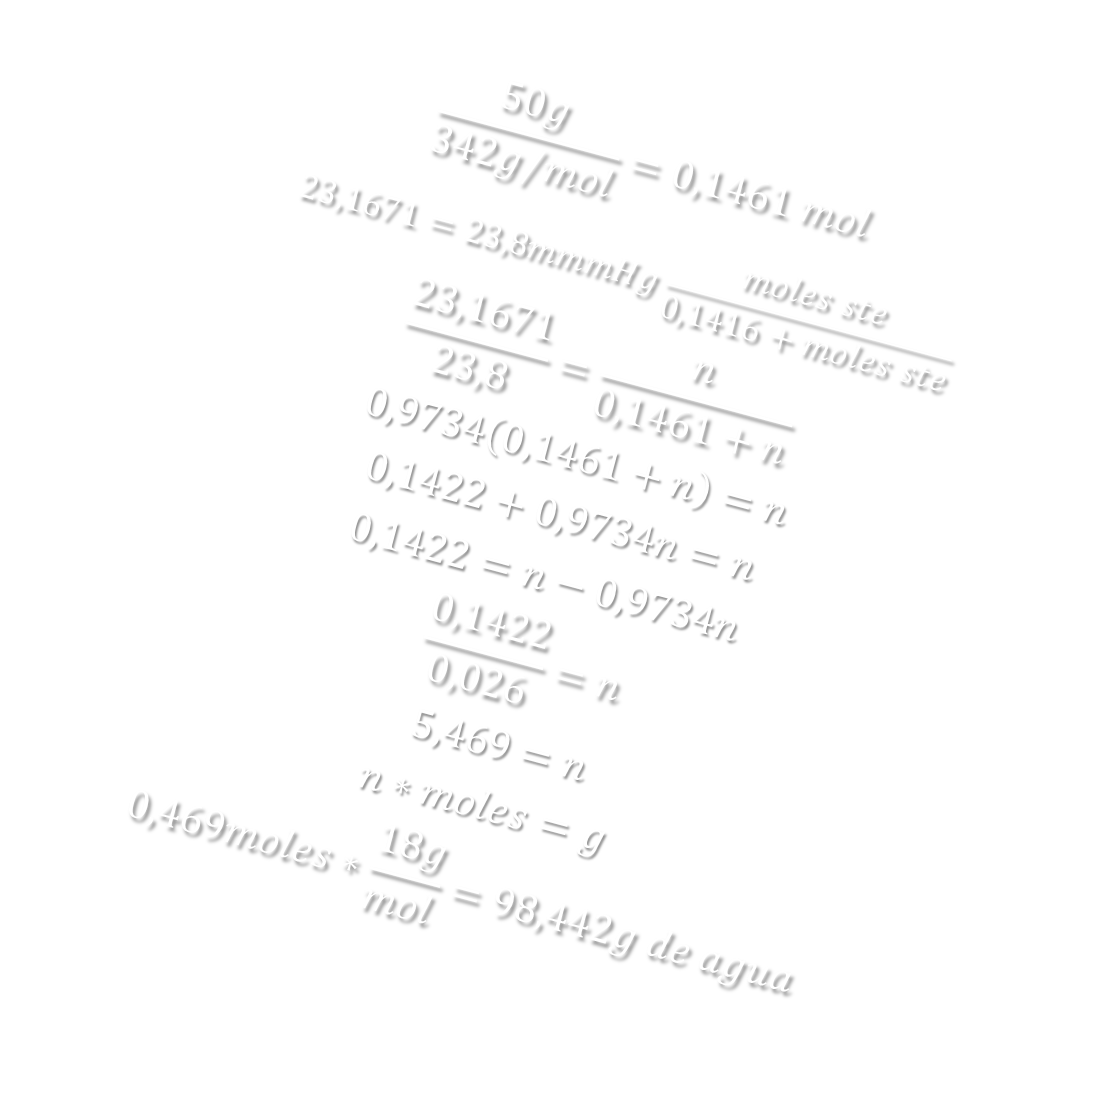 50g / 342g/mol = 0,1461 mol
23,1671 = 23,8mmmHg moles ste / 0,1416 + moles ste
23,1671 / 23,8 = n / 0,1461 + n
0,9734(0,1461 + n) = n
0,1422 + 0,9734n = n
0,1422 = n − 0,9734n
0,1422 / 0,026 = n
5,469 = n
n * moles = g
0,469moles * 18g / mol = 98,442g de agua